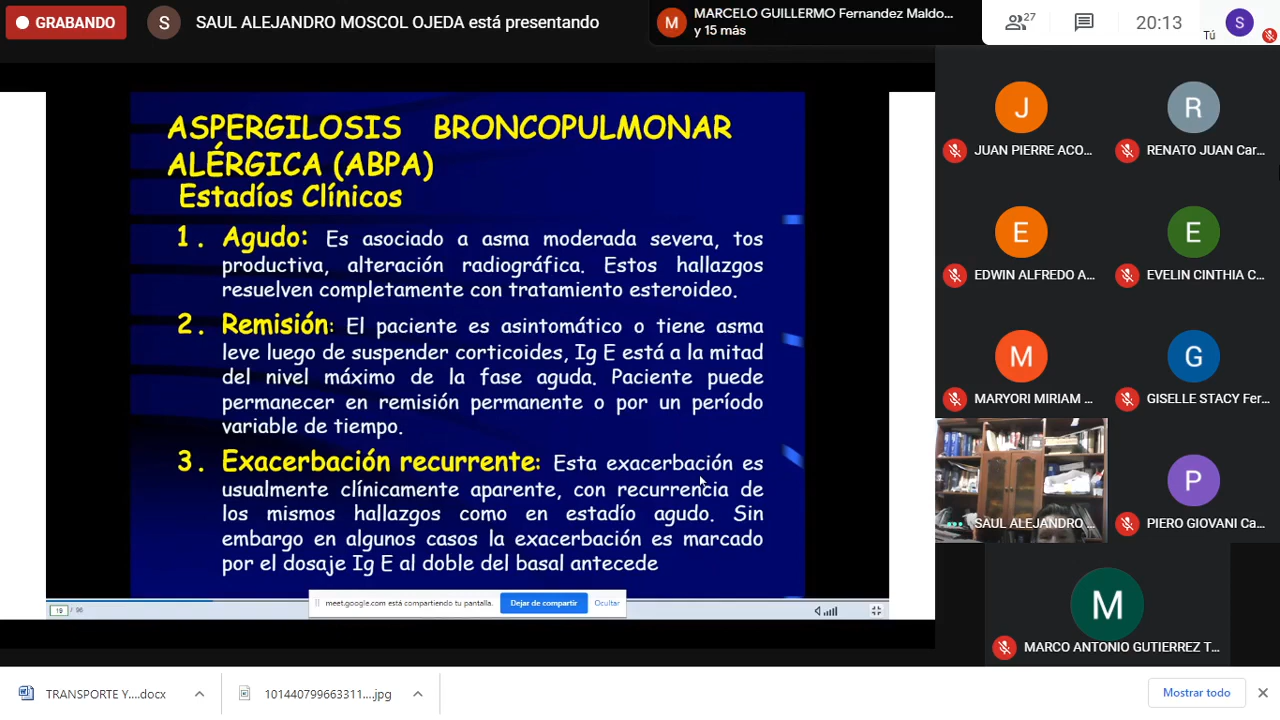 GRABANDO
S
SAUL ALEJANDRO MOSCOL OJEDA está presentando
M
MARCELO GUILLERMO Fernandez Maldo...
y 15 más
27
20:13
Tú
S
ASPERGILOSIS BRONCOPULMONAR
ALÉRGICA (ABPA)
Estadíos Clínicos
1. Agudo: Es asociado a asma moderada severa, tos
productiva, alteración radiográfica. Estos hallazgos
resuelven completamente con tratamiento esteroideo.
2. Remisión: El paciente es asintomático o tiene asma
leve luego de suspender corticoides, Ig E está a la mitad
del nivel máximo de la fase aguda. Paciente puede
permanecer en remisión permanente o por un período
variable de tiempo.
3. Exacerbación recurrente: Esta exacerbación es
usualmente clínicamente aparente, con recurrencia de
los mismos hallazgos como en estadío agudo. Sin
embargo en algunos casos la exacerbación es marcado
por el dosaje Ig E al doble del basal antecede
meet.google.com está compartiendo tu pantalla.
Dejar de compartir
Ocultar
19 / 98
J
JUAN PIERRE ACO...
R
RENATO JUAN Car...
E
EDWIN ALFREDO A...
E
EVELIN CINTHIA C...
M
MARYORI MIRIAM ...
G
GISELLE STACY Fer...
SAUL ALEJANDRO ...
P
PIERO GIOVANI Ca...
M
MARCO ANTONIO GUTIERREZ T...
TRANSPORTE Y....docx
101440799663311....jpg
Mostrar todo